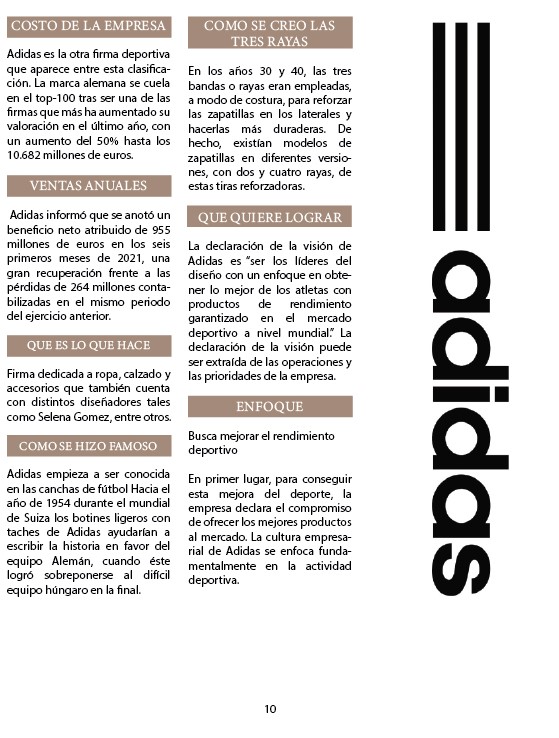 COSTO DE LA EMPRESA
Adidas es la otra firma deportiva
que aparece entre esta clasifica-
ción. La marca alemana se cuela
en el top-100 tras ser una de las
firmas que más ha aumentado su
valoración en el último año, con
un aumento del 50% hasta los
10.682 millones de euros.
VENTAS ANUALES
Adidas informó que se anotó un
beneficio neto atribuido de 955
millones de euros en los seis
primeros meses de 2021, una
gran recuperación frente a las
pérdidas de 264 millones conta-
bilizadas en el mismo periodo
del ejercicio anterior.
QUE ES LO QUE HACE
Firma dedicada a ropa, calzado y
accesorios que también cuenta
con distintos diseñadores tales
como Selena Gomez, entre otros.
COMO SE HIZO FAMOSO
Adidas empieza a ser conocida
en las canchas de fútbol Hacia el
año de 1954 durante el mundial
de Suiza los botines ligeros con
taches de Adidas ayudarían a
escribir la historia en favor del
equipo Alemán, cuando éste
logró sobreponerse al difícil
equipo húngaro en la final.
COMO SE CREO LAS
TRES RAYAS
En los años 30 y 40, las tres
bandas o rayas eran empleadas,
a modo de costura, para reforzar
las zapatillas en los laterales y
hacerlas más duraderas. De
hecho, existían modelos de
zapatillas en diferentes versio-
nes, con dos y cuatro rayas, de
estas tiras reforzadoras.
QUE QUIERE LOGRAR
La declaración de la visión de
Adidas es “ser los líderes del
diseño con un enfoque en obte-
ner lo mejor de los atletas con
productos de rendimiento
garantizado en el mercado
deportivo a nivel mundial.” La
declaración de la visión puede
ser extraída de las operaciones y
las prioridades de la empresa.
ENFOQUE
Busca mejorar el rendimiento
deportivo
En primer lugar, para conseguir
esta mejora del deporte, la
empresa declara el compromiso
de ofrecer los mejores productos
al mercado. La cultura empresa-
rial de Adidas se enfoca funda-
mentalmente en la actividad
deportiva.
adidas
10